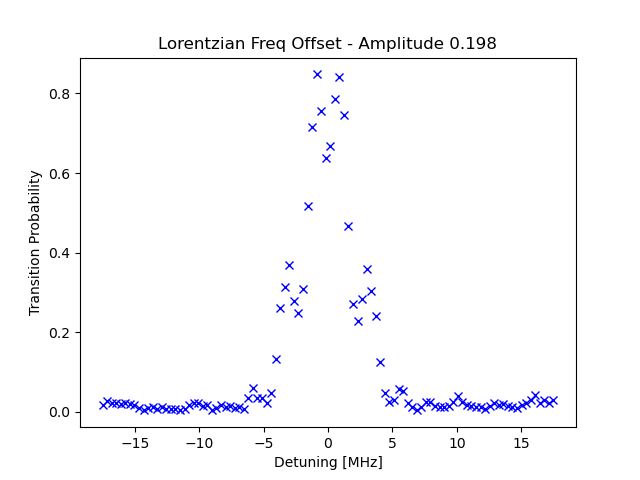 Lorentzian Freq Offset - Amplitude 0.198
Transition Probability
0.8
0.6
0.4
0.2
0.0
−15 −10 −5 0 5 10 15
Detuning [MHz]